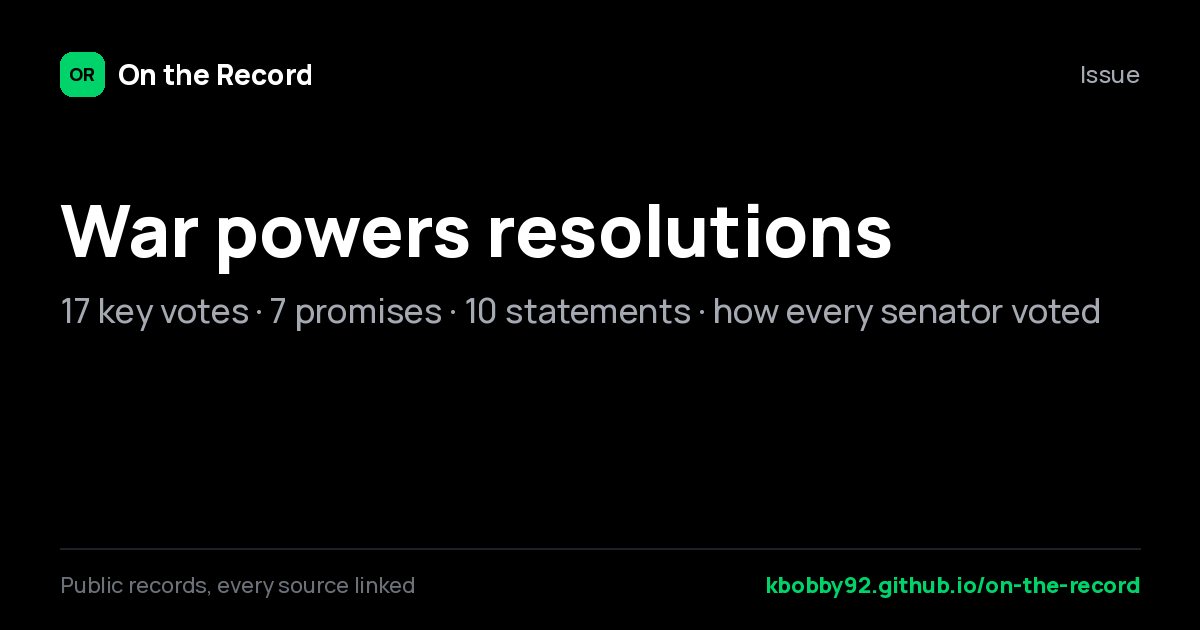 OR On the Record
Issue
War powers resolutions
17 key votes · 7 promises · 10 statements · how every senator voted
Public records, every source linked
kbobby92.github.io/on-the-record